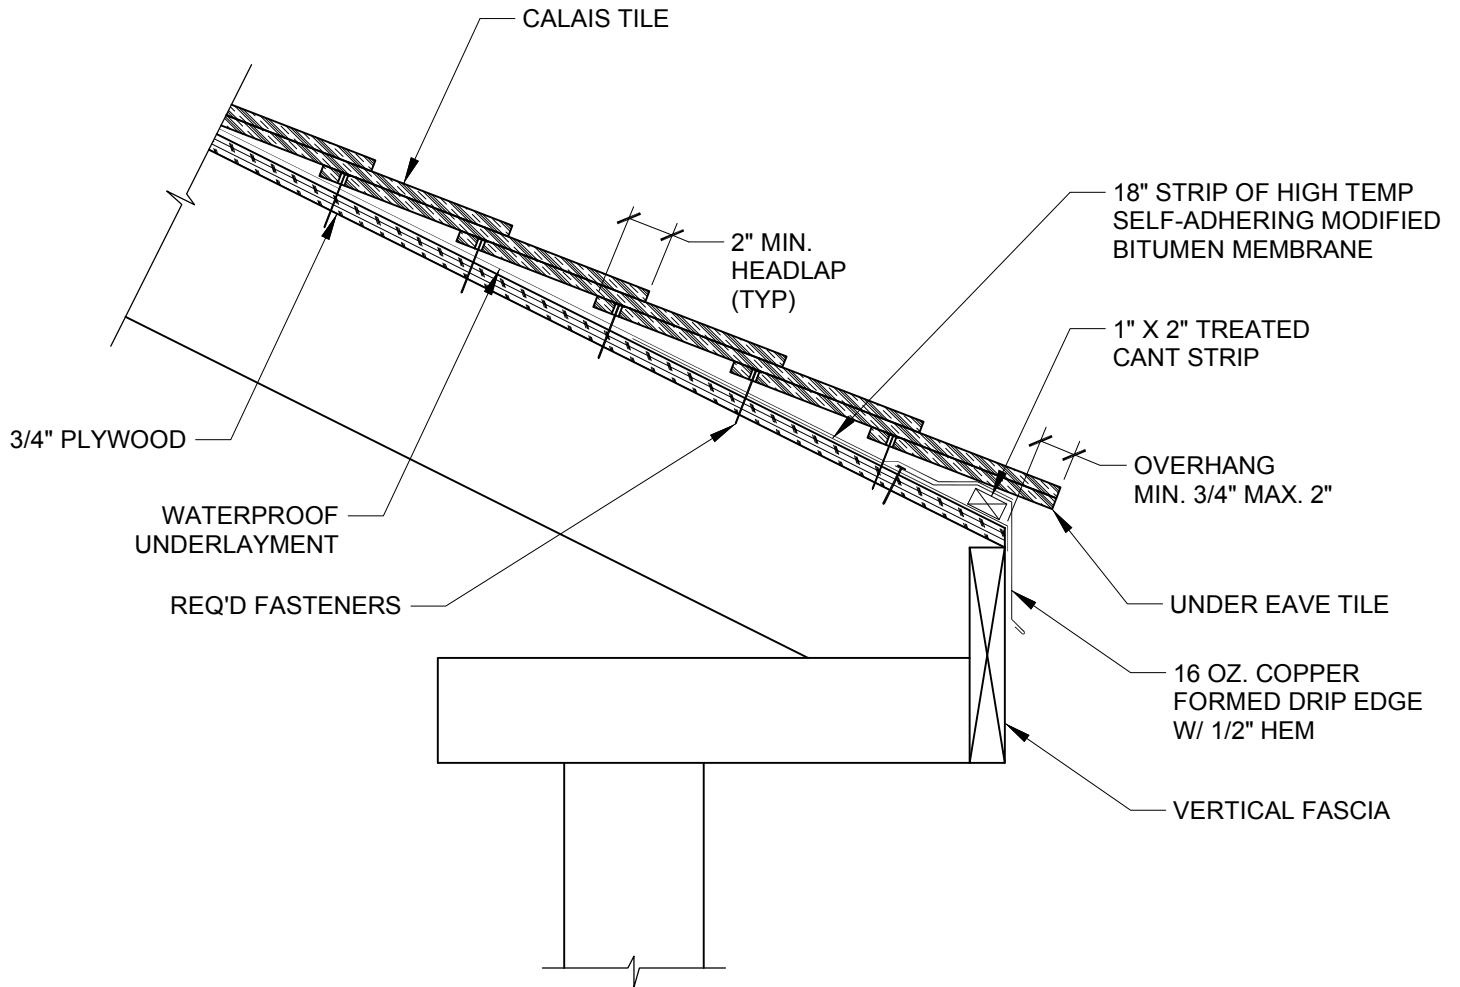 CALAIS TILE
18" STRIP OF HIGH TEMP
SELF-ADHERING MODIFIED
BITUMEN MEMBRANE
2" MIN.
HEADLAP
(TYP)
1" X 2" TREATED
CANT STRIP
3/4" PLYWOOD
OVERHANG
MIN. 3/4" MAX. 2"
WATERPROOF
UNDERLAYMENT
REQ'D FASTENERS
UNDER EAVE TILE
16 OZ. COPPER
FORMED DRIP EDGE
W/ 1/2" HEM
VERTICAL FASCIA